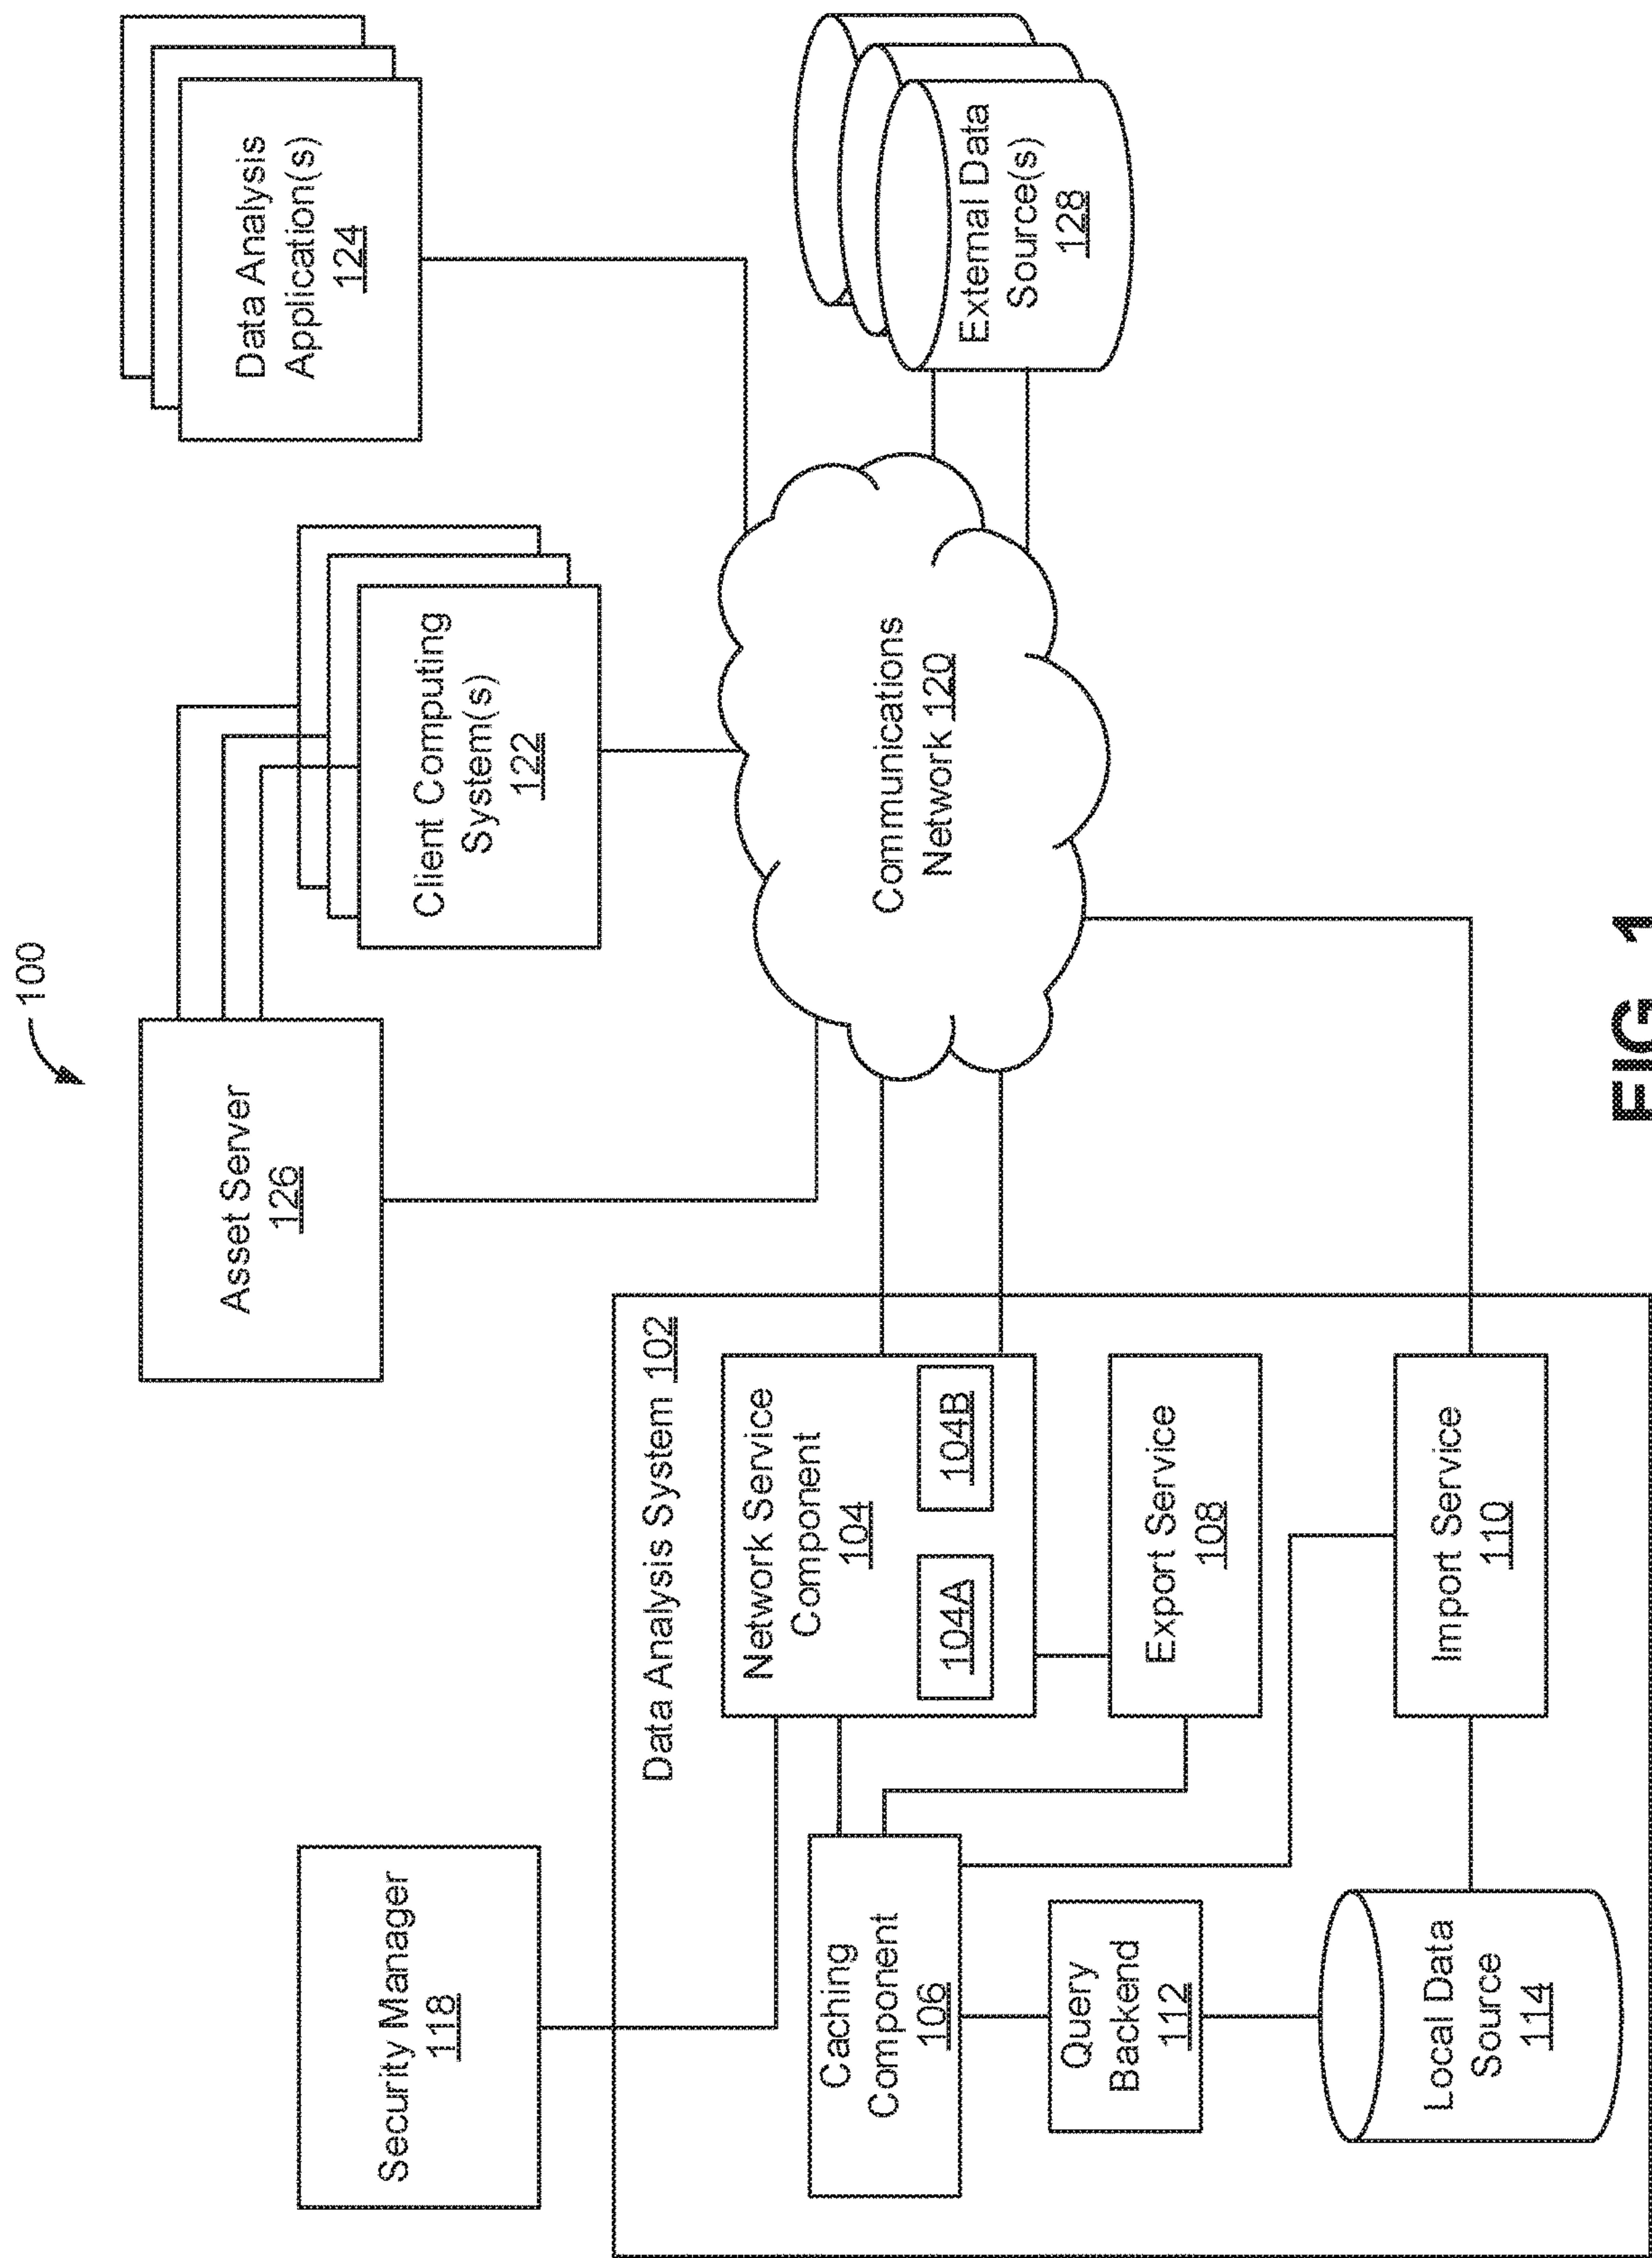 100
Security Manager
118
Asset Server
126
Client Computing
System(s)
122
Data Analysis
Application(s)
124
Data Analysis System 102
Network Service
Component
104
104A
104B
Caching
Component
106
Export Service
108
Query
Backend
112
Import Service
110
Local Data
Source
114
Communications
Network 120
External Data
Source(s)
128
FIG. 1